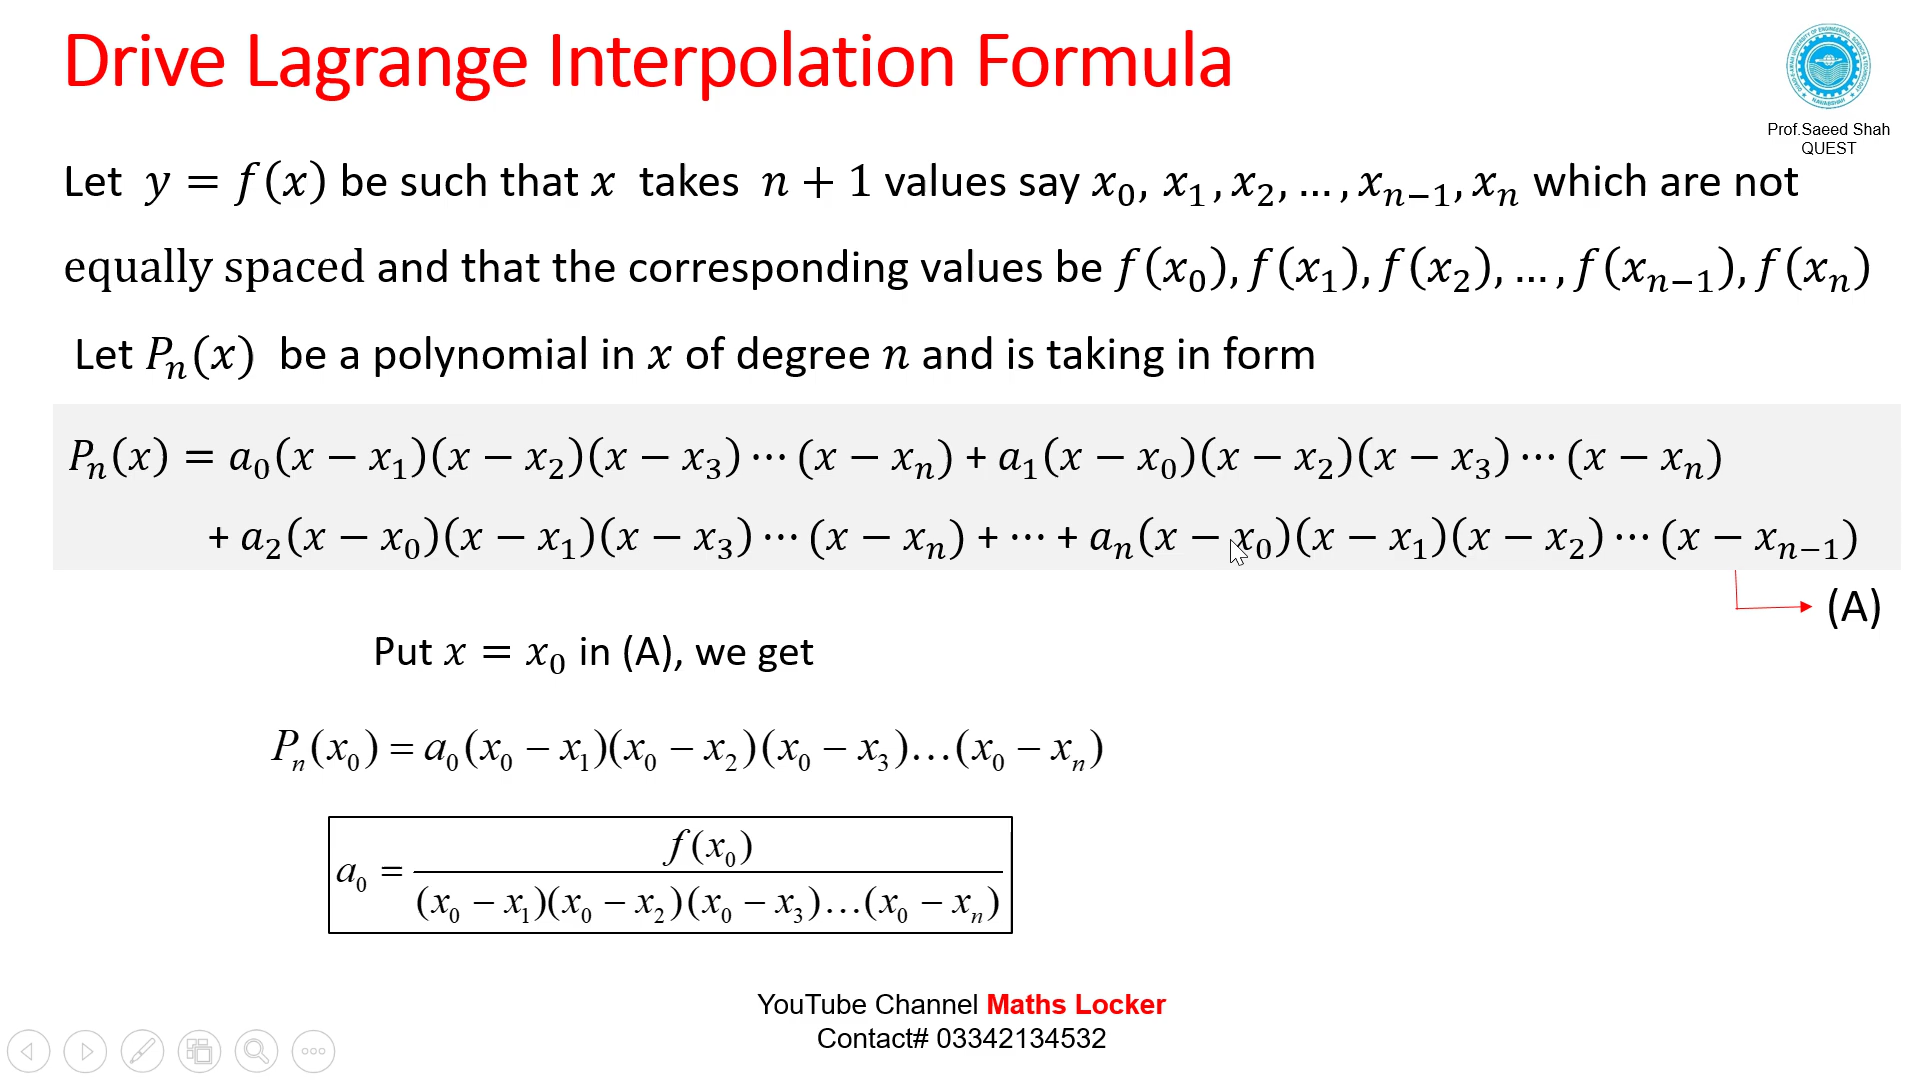 Drive Lagrange Interpolation Formula
Prof.Saeed Shah
QUEST
Let y = f(x) be such that x takes n + 1 values say x₀, x₁, x₂, …, xₙ₋₁, xₙ which are not
equally spaced and that the corresponding values be f(x₀), f(x₁), f(x₂), …, f(xₙ₋₁), f(xₙ)
Let Pₙ(x) be a polynomial in x of degree n and is taking in form
Pₙ(x) = a₀(x − x₁)(x − x₂)(x − x₃) ⋯ (x − xₙ) + a₁(x − x₀)(x − x₂)(x − x₃) ⋯ (x − xₙ)
+ a₂(x − x₀)(x − x₁)(x − x₃) ⋯ (x − xₙ) + ⋯ + aₙ(x − x₀)(x − x₁)(x − x₂) ⋯ (x − xₙ₋₁)
(A)
Put x = x₀ in (A), we get
Pₙ(x₀) = a₀(x₀ − x₁)(x₀ − x₂)(x₀ − x₃)…(x₀ − xₙ)
f(x₀)
a₀ =
(x₀ − x₁)(x₀ − x₂)(x₀ − x₃)…(x₀ − xₙ)
YouTube Channel Maths Locker
Contact# 03342134532